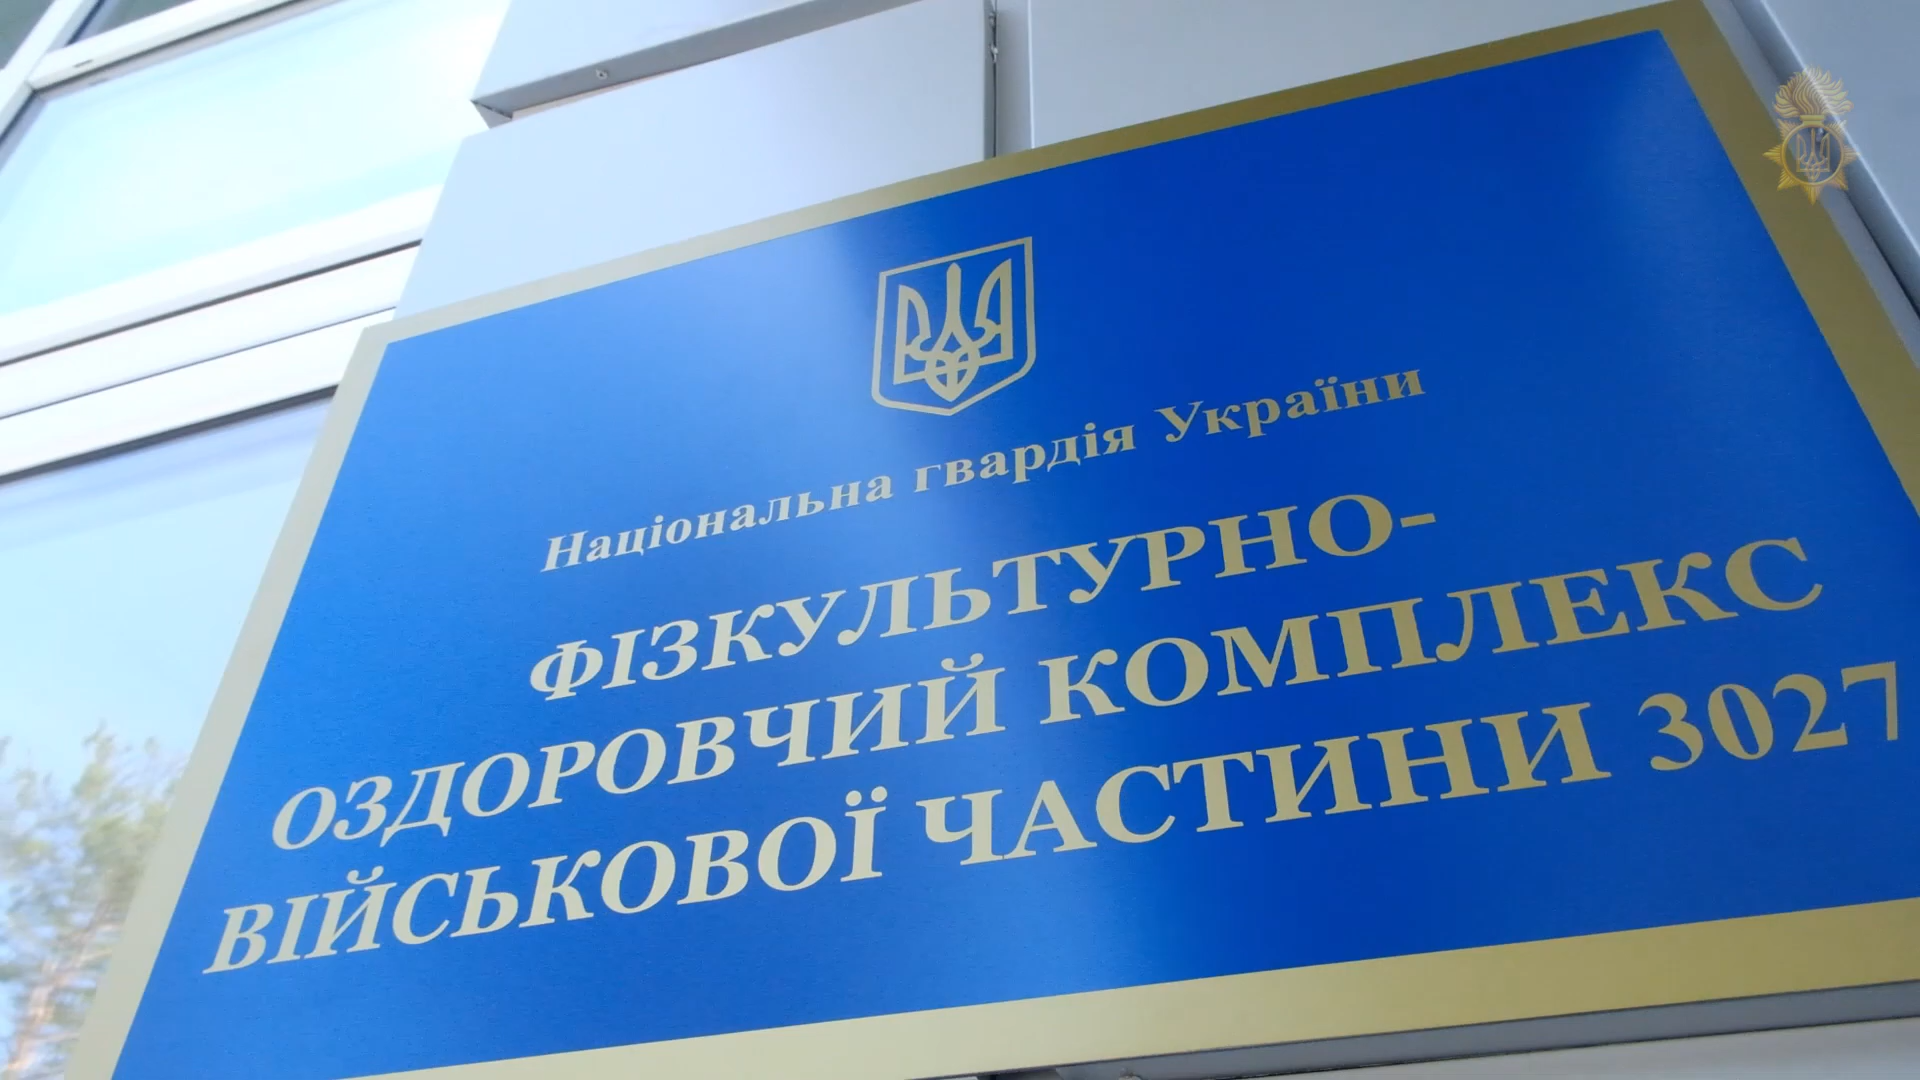 Національна гвардія України
ФІЗКУЛЬТУРНО-
ОЗДОРОВЧИЙ КОМПЛЕКС
ВІЙСЬКОВОЇ ЧАСТИНИ 3027